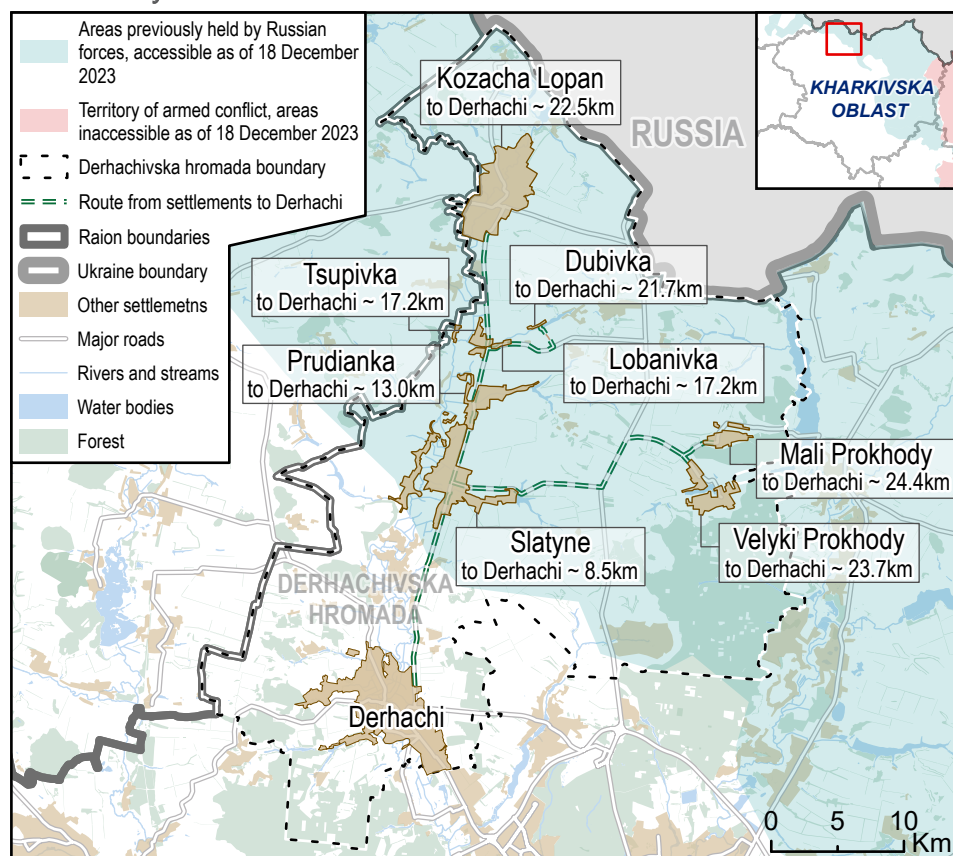 Areas previously held by Russian
forces, accessible as of 18 December
2023
Territory of armed conflict, areas
inaccessible as of 18 December 2023
Derhachivska hromada boundary
Route from settlements to Derhachi
Raion boundaries
Ukraine boundary
Other settlemetns
Major roads
Rivers and streams
Water bodies
Forest
KHARKIVSKA
OBLAST
RUSSIA
Kozacha Lopan
to Derhachi ~ 22.5km
Tsupivka
to Derhachi ~ 17.2km
Dubivka
to Derhachi ~ 21.7km
Prudianka
to Derhachi ~ 13.0km
Lobanivka
to Derhachi ~ 17.2km
Mali Prokhody
to Derhachi ~ 24.4km
Slatyne
to Derhachi ~ 8.5km
Velyki Prokhody
to Derhachi ~ 23.7km
DERHACHIVSKA
HROMADA
Derhachi
0 5 10
Km